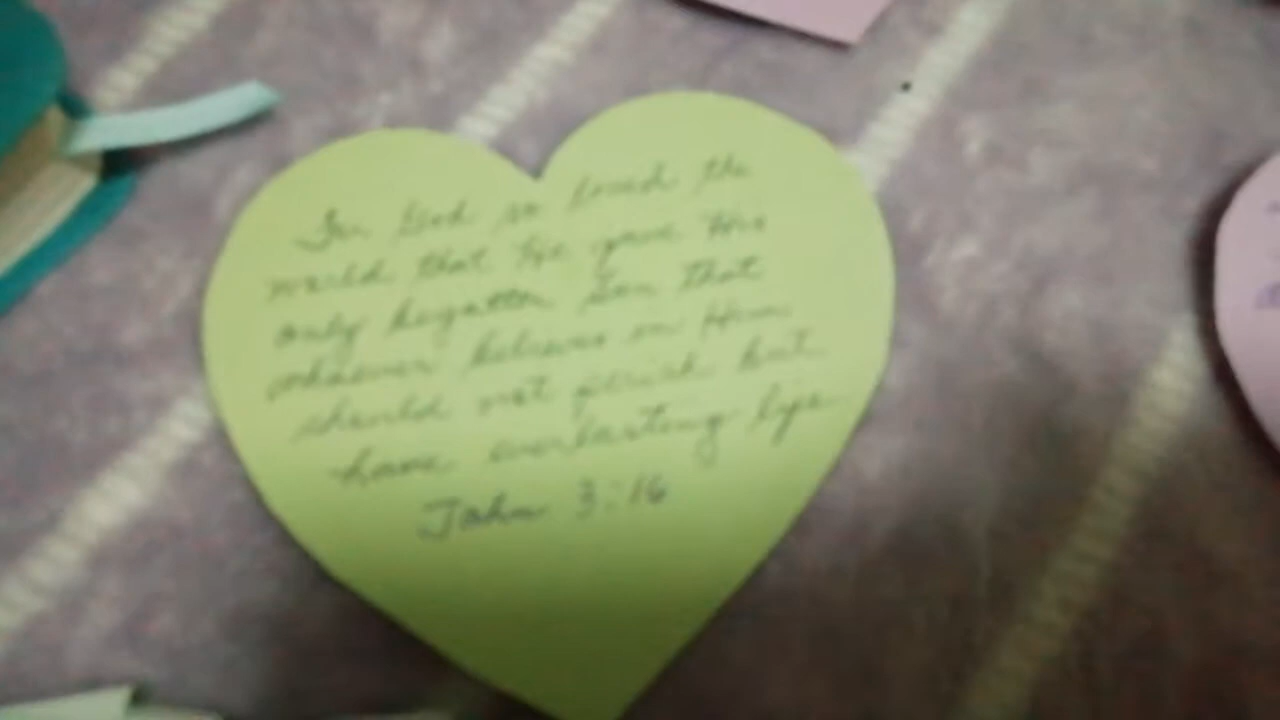 For God so loved the
world that He gave His
only begotten Son that
whoever believes in Him
should not perish but
have everlasting life
John 3:16